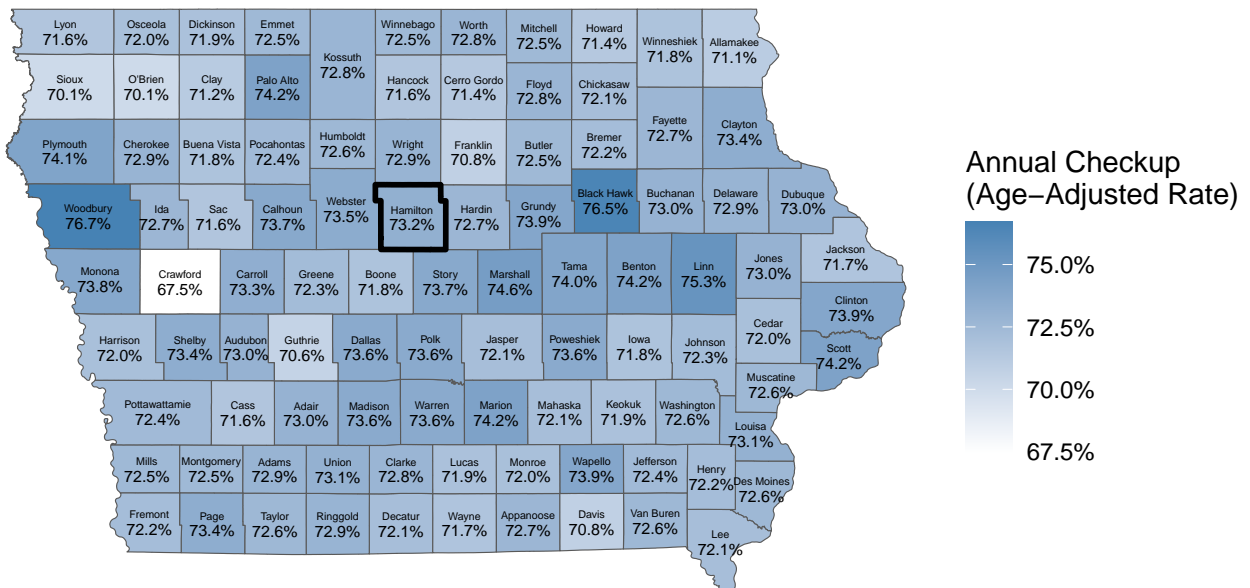 Lyon
71.6%
Osceola
72.0%
Dickinson
71.9%
Emmet
72.5%
Kossuth
72.8%
Winnebago
72.5%
Worth
72.8%
Mitchell
72.5%
Howard
71.4%
Winneshiek
71.8%
Allamakee
71.1%
Sioux
70.1%
O'Brien
70.1%
Clay
71.2%
Palo Alto
74.2%
Hancock
71.6%
Cerro Gordo
71.4%
Floyd
72.8%
Chickasaw
72.1%
Fayette
72.7%
Clayton
73.4%
Plymouth
74.1%
Cherokee
72.9%
Buena Vista
71.8%
Pocahontas
72.4%
Humboldt
72.6%
Wright
72.9%
Franklin
70.8%
Butler
72.5%
Bremer
72.2%
Woodbury
76.7%
Ida
72.7%
Sac
71.6%
Calhoun
73.7%
Webster
73.5%
Hamilton
73.2%
Hardin
72.7%
Grundy
73.9%
Black Hawk
76.5%
Buchanan
73.0%
Delaware
72.9%
Dubuque
73.0%
Monona
73.8%
Crawford
67.5%
Carroll
73.3%
Greene
72.3%
Boone
71.8%
Story
73.7%
Marshall
74.6%
Tama
74.0%
Benton
74.2%
Linn
75.3%
Jones
73.0%
Jackson
71.7%
Clinton
73.9%
Harrison
72.0%
Shelby
73.4%
Audubon
73.0%
Guthrie
70.6%
Dallas
73.6%
Polk
73.6%
Jasper
72.1%
Poweshiek
73.6%
Iowa
71.8%
Johnson
72.3%
Cedar
72.0%
Scott
74.2%
Muscatine
72.6%
Pottawattamie
72.4%
Cass
71.6%
Adair
73.0%
Madison
73.6%
Warren
73.6%
Marion
74.2%
Mahaska
72.1%
Keokuk
71.9%
Washington
72.6%
Louisa
73.1%
Mills
72.5%
Montgomery
72.5%
Adams
72.9%
Union
73.1%
Clarke
72.8%
Lucas
71.9%
Monroe
72.0%
Wapello
73.9%
Jefferson
72.4%
Henry
72.2%
Des Moines
72.6%
Fremont
72.2%
Page
73.4%
Taylor
72.6%
Ringgold
72.9%
Decatur
72.1%
Wayne
71.7%
Appanoose
72.7%
Davis
70.8%
Van Buren
72.6%
Lee
72.1%
Annual Checkup
(Age−Adjusted Rate)
75.0%
72.5%
70.0%
67.5%